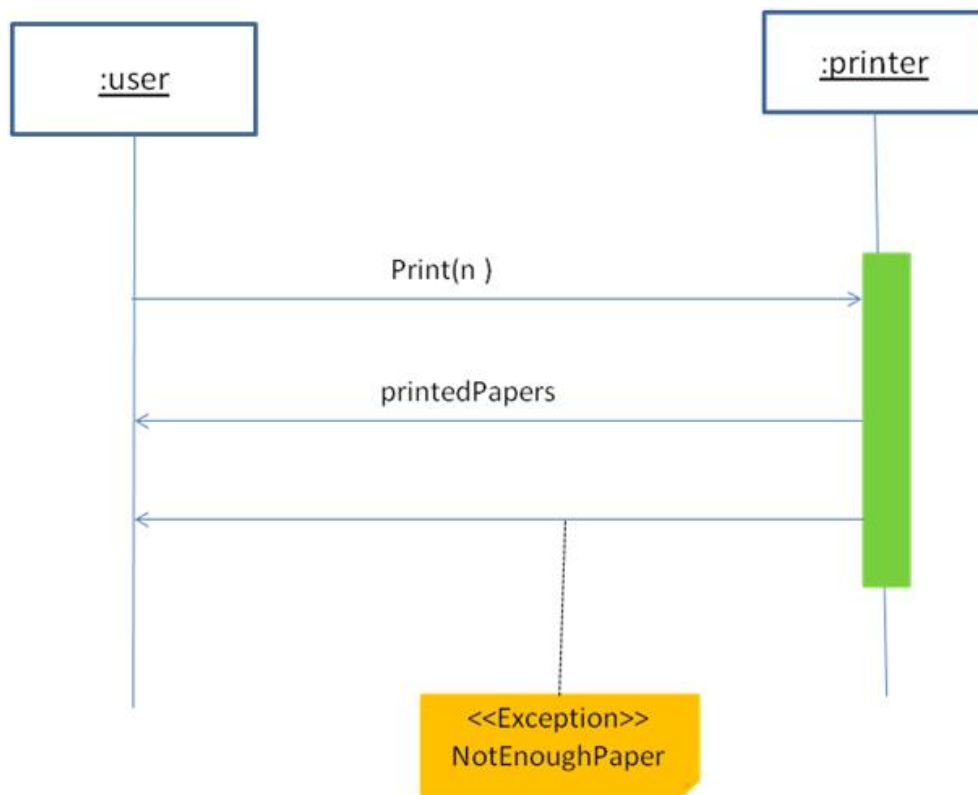 :user
:printer
Print(n )
printedPapers
<<Exception>>
NotEnoughPaper